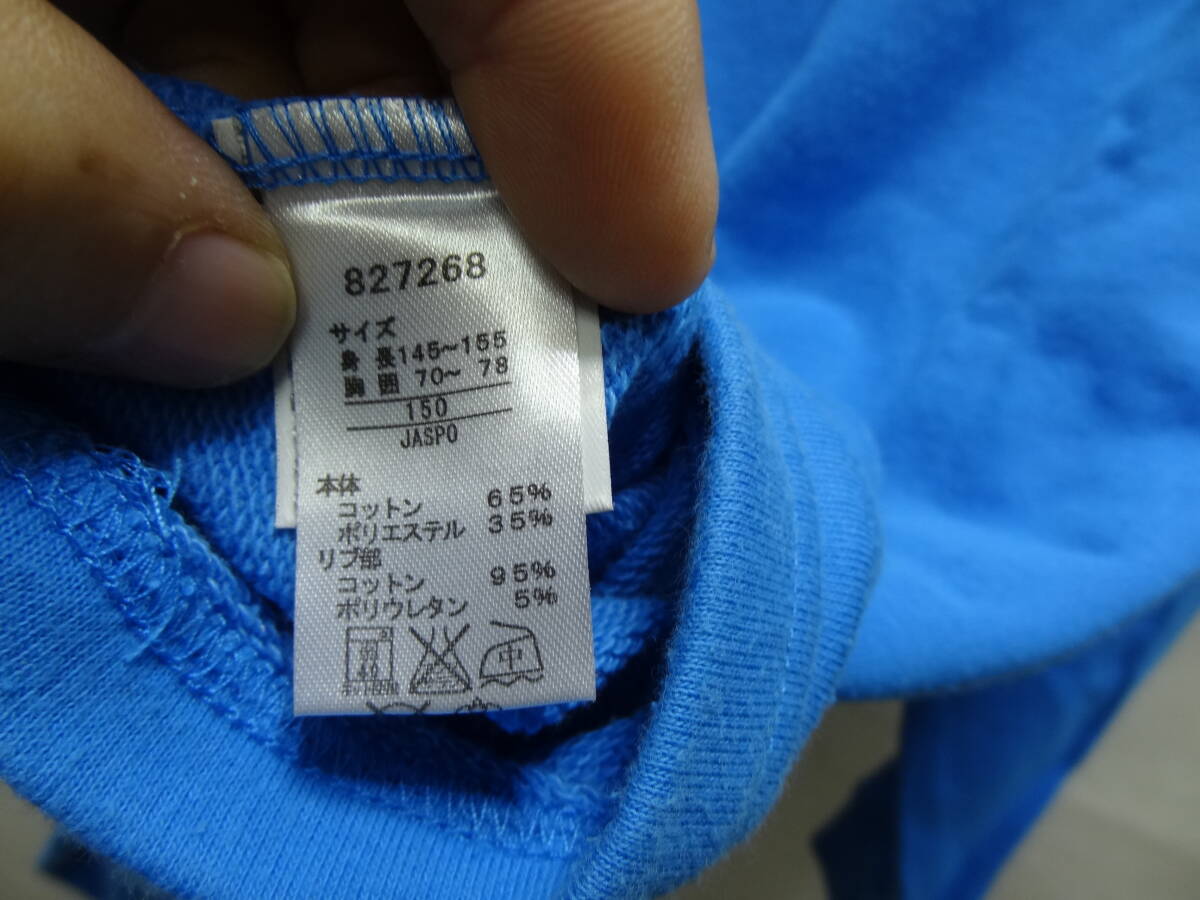 827268
サイズ
身長145~155
胸囲 70~ 78
150
JASPO
本体
コットン 65%
ポリエステル 35%
リブ部
コットン 95%
ポリウレタン 5%
中